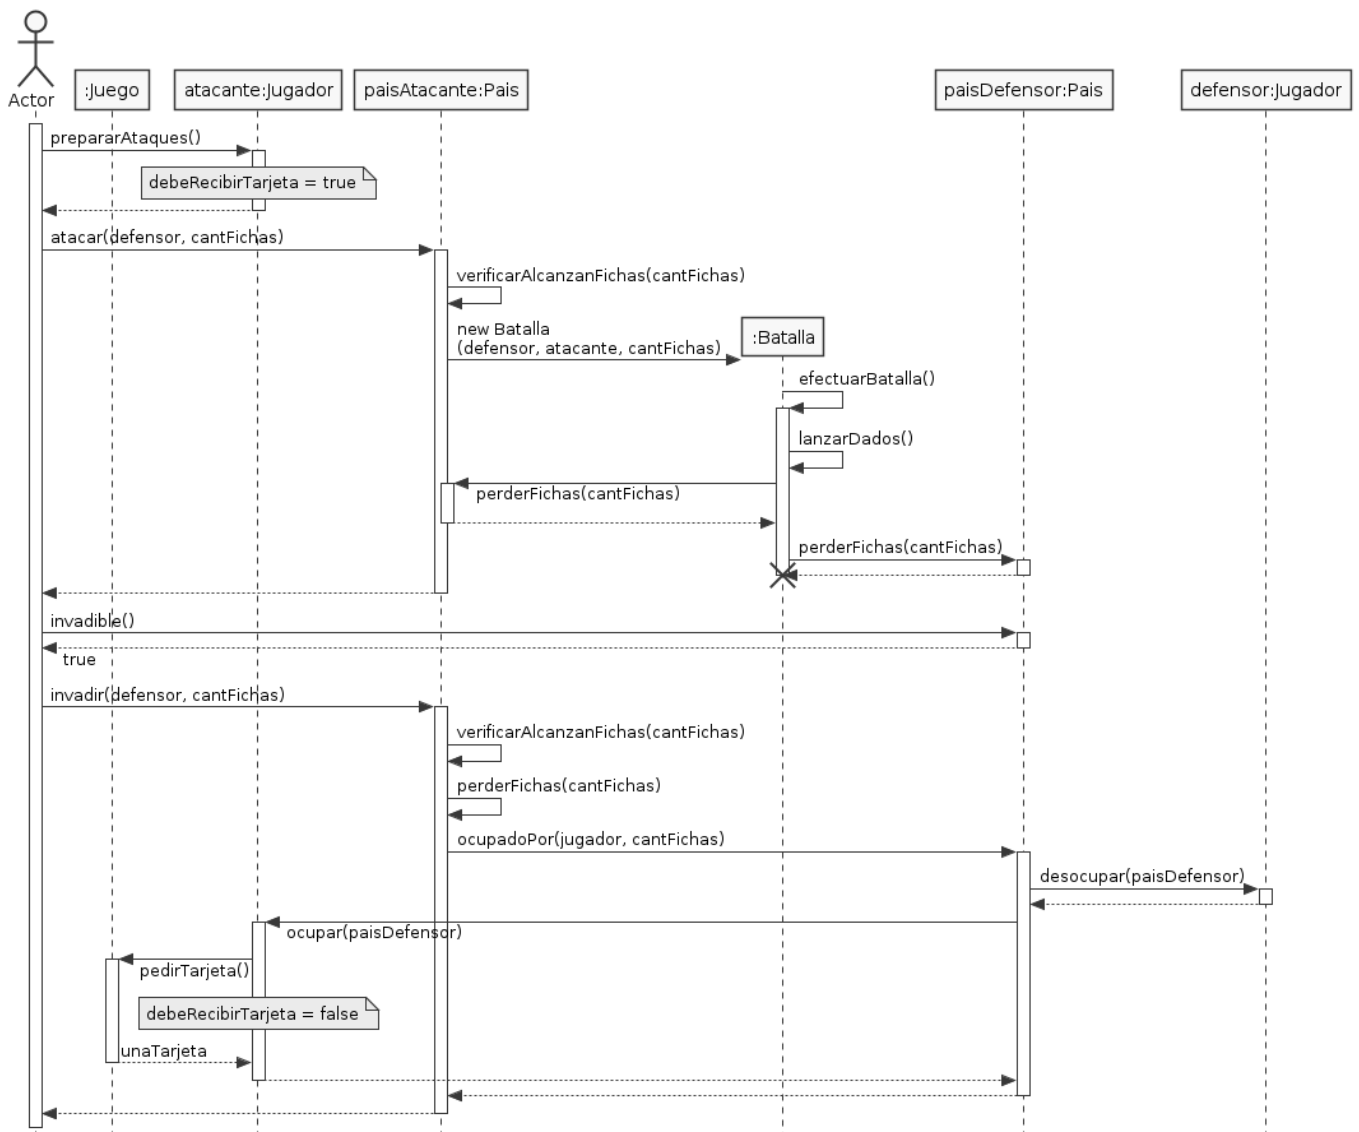 Actor
:Juego
atacante:Jugador
paisAtacante:Pais
paisDefensor:Pais
defensor:Jugador
prepararAtaques()
debeRecibirTarjeta = true
atacar(defensor, cantFichas)
verificarAlcanzanFichas(cantFichas)
new Batalla
(defensor, atacante, cantFichas)
:Batalla
efectuarBatalla()
lanzarDados()
perderFichas(cantFichas)
perderFichas(cantFichas)
invadible()
true
invadir(defensor, cantFichas)
verificarAlcanzanFichas(cantFichas)
perderFichas(cantFichas)
ocupadoPor(jugador, cantFichas)
desocupar(paisDefensor)
ocupar(paisDefensor)
pedirTarjeta()
debeRecibirTarjeta = false
unaTarjeta